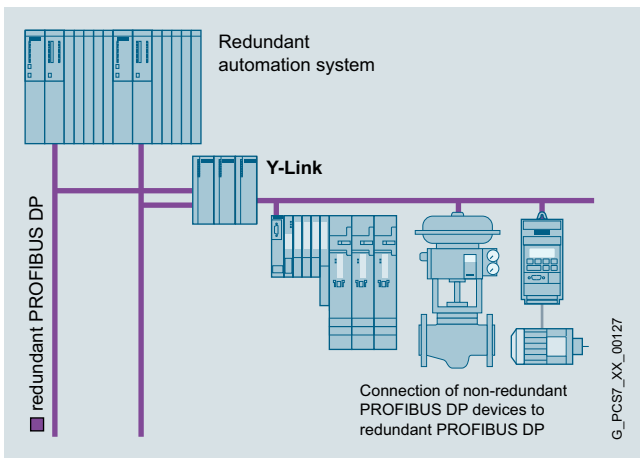 Redundant
automation system
Y-Link
redundant PROFIBUS DP
Connection of non-redundant
PROFIBUS DP devices to
redundant PROFIBUS DP
G_PCS7_XX_00127